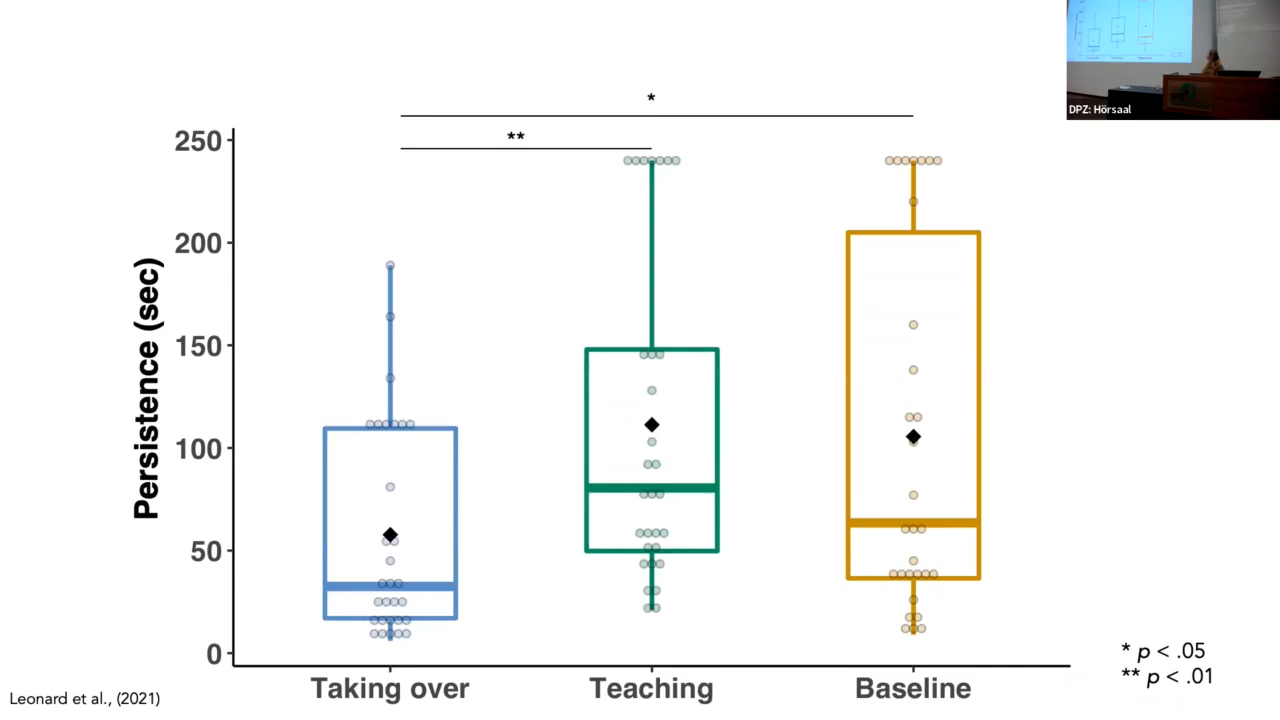 DPZ: Hörsaal
*
**
250
200
150
100
50
0
Persistence (sec)
Taking over
Teaching
Baseline
* p < .05
** p < .01
Leonard et al., (2021)